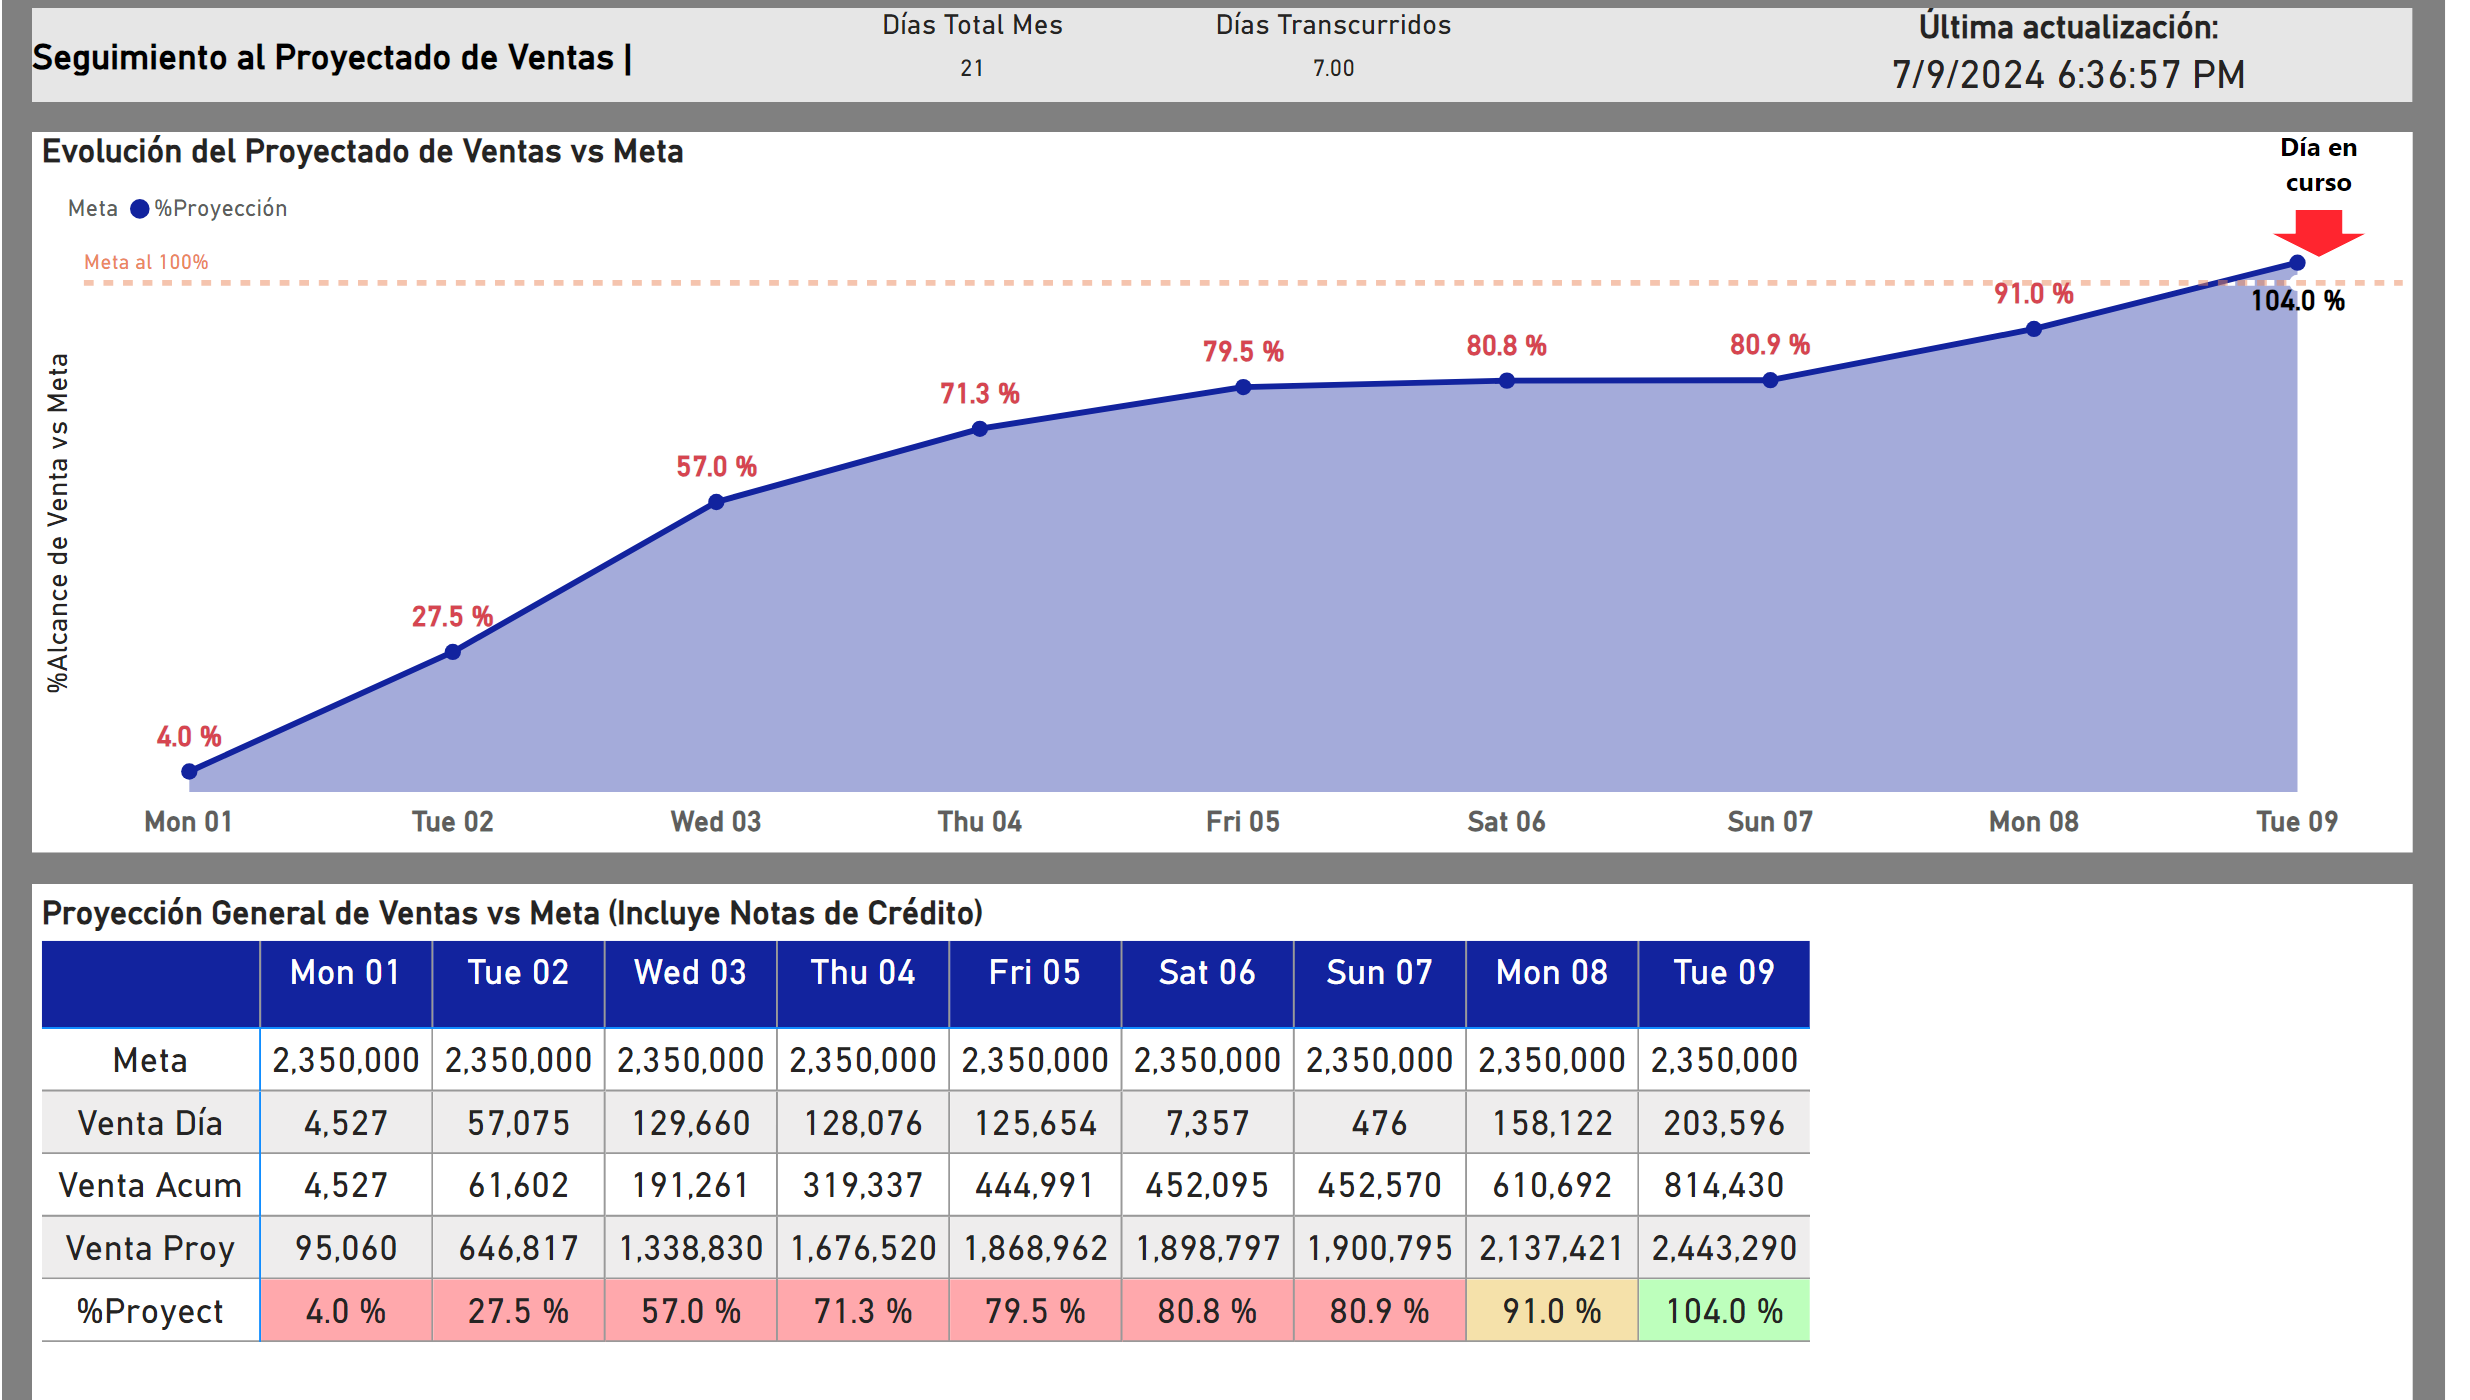 Seguimiento al Proyectado de Ventas |
Días Total Mes
21
Días Transcurridos
7.00
Última actualización:
7/9/2024 6:36:57 PM
Evolución del Proyectado de Ventas vs Meta
Día en
curso
Meta %Proyección
Meta al 100%
%Alcance de Venta vs Meta
4.0 %
27.5 %
57.0 %
71.3 %
79.5 %
80.8 %
80.9 %
91.0 %
104.0 %
Mon 01 Tue 02 Wed 03 Thu 04 Fri 05 Sat 06 Sun 07 Mon 08 Tue 09
Proyección General de Ventas vs Meta (Incluye Notas de Crédito)
Mon 01 Tue 02 Wed 03 Thu 04 Fri 05 Sat 06 Sun 07 Mon 08 Tue 09
Meta 2,350,000 2,350,000 2,350,000 2,350,000 2,350,000 2,350,000 2,350,000 2,350,000 2,350,000
Venta Día 4,527 57,075 129,660 128,076 125,654 7,357 476 158,122 203,596
Venta Acum 4,527 61,602 191,261 319,337 444,991 452,095 452,570 610,692 814,430
Venta Proy 95,060 646,817 1,338,830 1,676,520 1,868,962 1,898,797 1,900,795 2,137,421 2,443,290
%Proyect 4.0 % 27.5 % 57.0 % 71.3 % 79.5 % 80.8 % 80.9 % 91.0 % 104.0 %